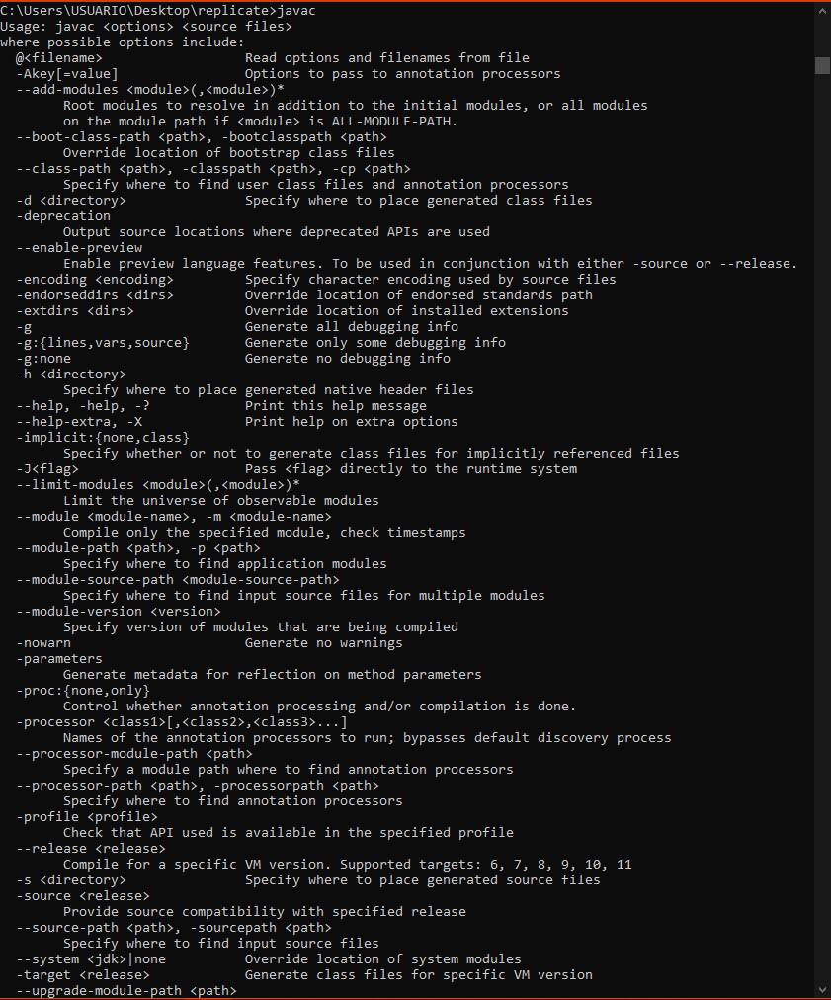 C:\Users\USUARIO\Desktop\replicate>javac
Usage: javac <options> <source files>
where possible options include:
  @<filename>                  Read options and filenames from file
  -Akey[=value]                Options to pass to annotation processors
  --add-modules <module>(,<module>)*
        Root modules to resolve in addition to the initial modules, or all modules
        on the module path if <module> is ALL-MODULE-PATH.
  --boot-class-path <path>, -bootclasspath <path>
        Override location of bootstrap class files
  --class-path <path>, -classpath <path>, -cp <path>
        Specify where to find user class files and annotation processors
  -d <directory>               Specify where to place generated class files
  -deprecation
        Output source locations where deprecated APIs are used
  --enable-preview
        Enable preview language features. To be used in conjunction with either -source or --release.
  -encoding <encoding>         Specify character encoding used by source files
  -endorseddirs <dirs>         Override location of endorsed standards path
  -extdirs <dirs>              Override location of installed extensions
  -g                           Generate all debugging info
  -g:{lines,vars,source}       Generate only some debugging info
  -g:none                      Generate no debugging info
  -h <directory>
        Specify where to place generated native header files
  --help, -help, -?            Print this help message
  --help-extra, -X             Print help on extra options
  -implicit:{none,class}
        Specify whether or not to generate class files for implicitly referenced files
  -J<flag>                     Pass <flag> directly to the runtime system
  --limit-modules <module>(,<module>)*
        Limit the universe of observable modules
  --module <module-name>, -m <module-name>
        Compile only the specified module, check timestamps
  --module-path <path>, -p <path>
        Specify where to find application modules
  --module-source-path <module-source-path>
        Specify where to find input source files for multiple modules
  --module-version <version>
        Specify version of modules that are being compiled
  -nowarn                      Generate no warnings
  -parameters
        Generate metadata for reflection on method parameters
  -proc:{none,only}
        Control whether annotation processing and/or compilation is done.
  -processor <class1>[,<class2>,<class3>...]
        Names of the annotation processors to run; bypasses default discovery process
  --processor-module-path <path>
        Specify a module path where to find annotation processors
  --processor-path <path>, -processorpath <path>
        Specify where to find annotation processors
  -profile <profile>
        Check that API used is available in the specified profile
  --release <release>
        Compile for a specific VM version. Supported targets: 6, 7, 8, 9, 10, 11
  -s <directory>               Specify where to place generated source files
  -source <release>
        Provide source compatibility with specified release
  --source-path <path>, -sourcepath <path>
        Specify where to find input source files
  --system <jdk>|none          Override location of system modules
  -target <release>            Generate class files for specific VM version
  --upgrade-module-path <path>